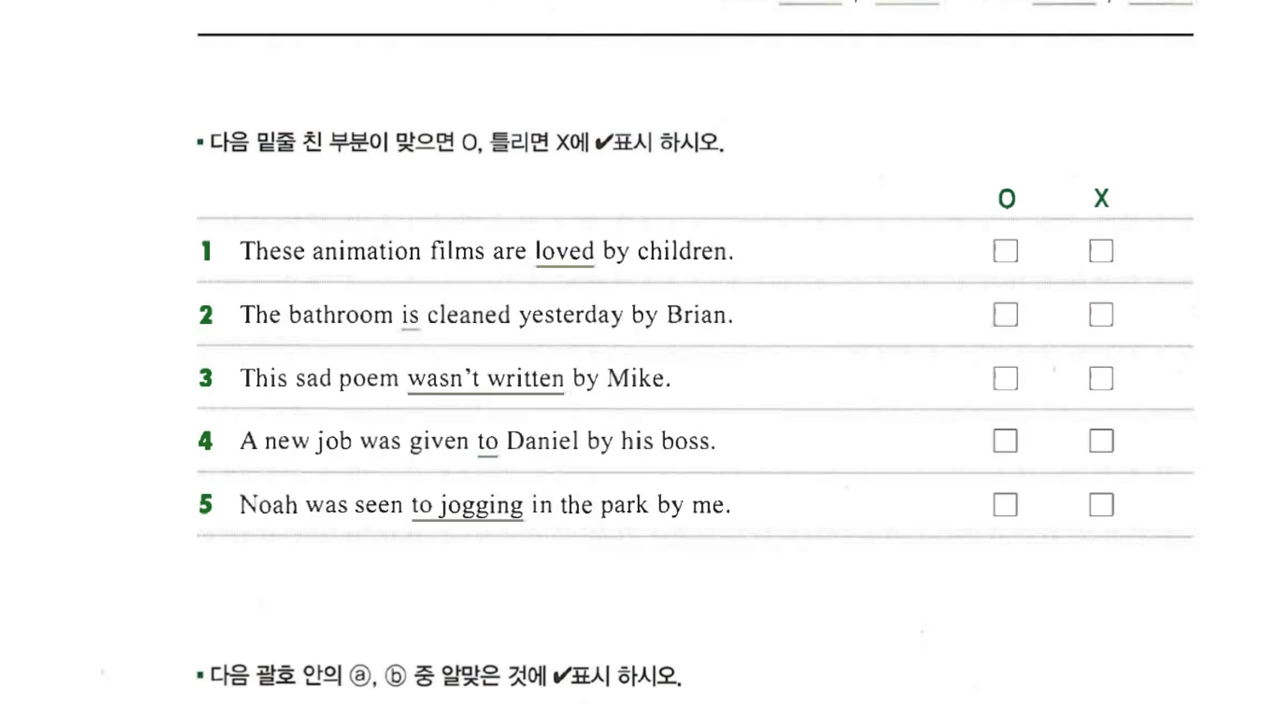 ▪ 다음 밑줄 친 부분이 맞으면 O, 틀리면 X에 ✔표시 하시오.
O X
1 These animation films are loved by children.
2 The bathroom is cleaned yesterday by Brian.
3 This sad poem wasn't written by Mike.
4 A new job was given to Daniel by his boss.
5 Noah was seen to jogging in the park by me.
▪ 다음 괄호 안의 ⓐ, ⓑ 중 알맞은 것에 ✔표시 하시오.